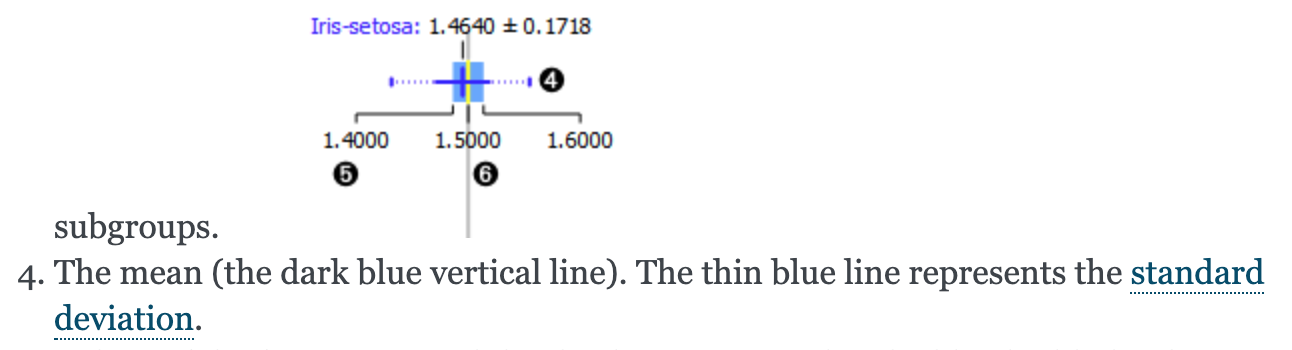 Iris-setosa: 1.4640 ± 0.1718
❹
1.4000 1.5000 1.6000
❺ ❻
subgroups.
4. The mean (the dark blue vertical line). The thin blue line represents the standard
deviation.